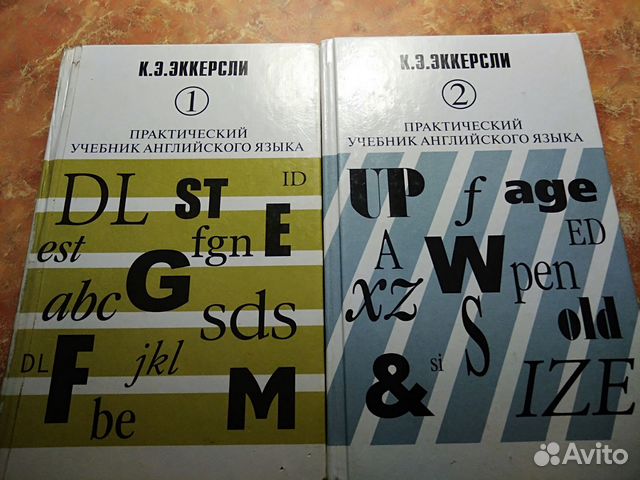 К.Э.ЭККЕРСЛИ
1
ПРАКТИЧЕСКИЙ
УЧЕБНИК АНГЛИЙСКОГО ЯЗЫКА
DL ST ID
est fgn E
G
abc sds
DL F jkl M
be
К.Э.ЭККЕРСЛИ
2
ПРАКТИЧЕСКИЙ
УЧЕБНИК АНГЛИЙСКОГО ЯЗЫКА
UP f age
A W ED
xz pen
S old
& si IZE
Avito